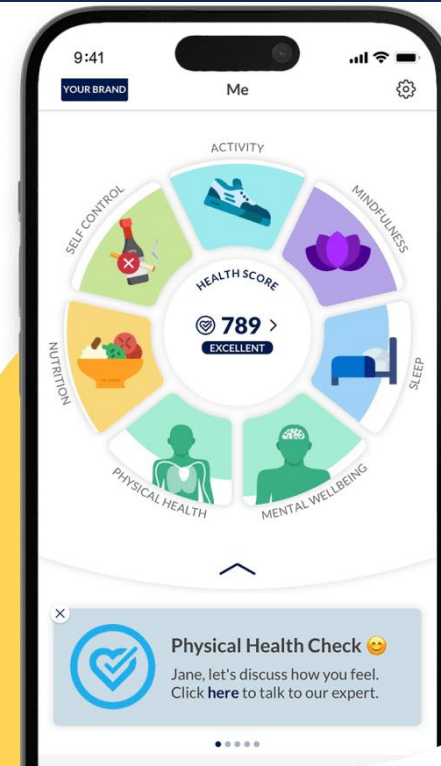 9:41
YOUR BRAND
Me
ACTIVITY
SELF CONTROL
MINDFULNESS
HEALTH SCORE
789 >
EXCELLENT
NUTRITION
SLEEP
PHYSICAL HEALTH
MENTAL WELLBEING
Physical Health Check 😊
Jane, let's discuss how you feel.
Click here to talk to our expert.